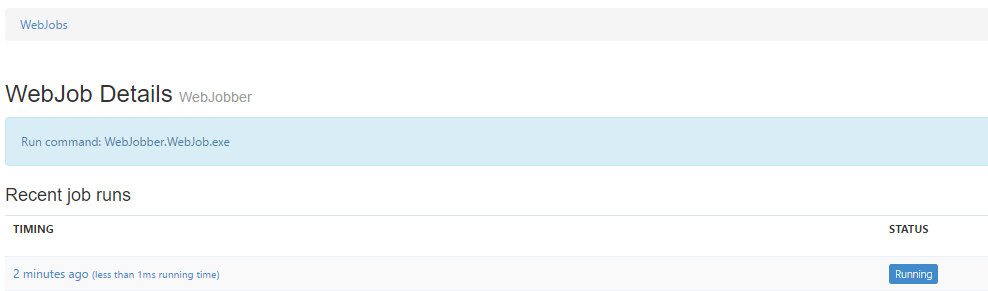 WebJobs
WebJob Details WebJobber
Run command: WebJobber.WebJob.exe
Recent job runs
TIMING STATUS
2 minutes ago (less than 1ms running time) Running